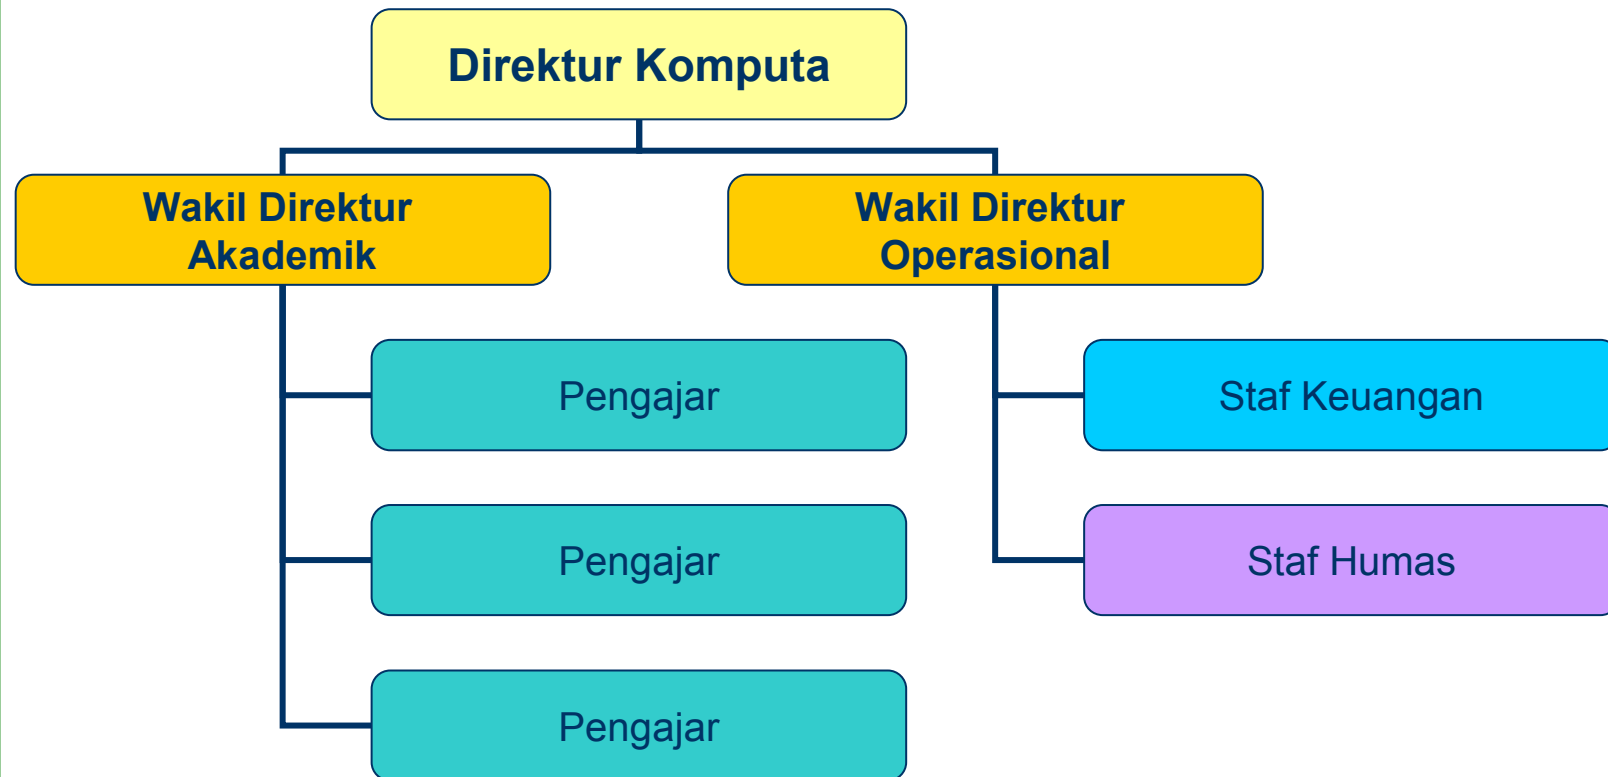 Direktur Komputa
Wakil Direktur
Akademik
Wakil Direktur
Operasional
Pengajar
Staf Keuangan
Pengajar
Staf Humas
Pengajar